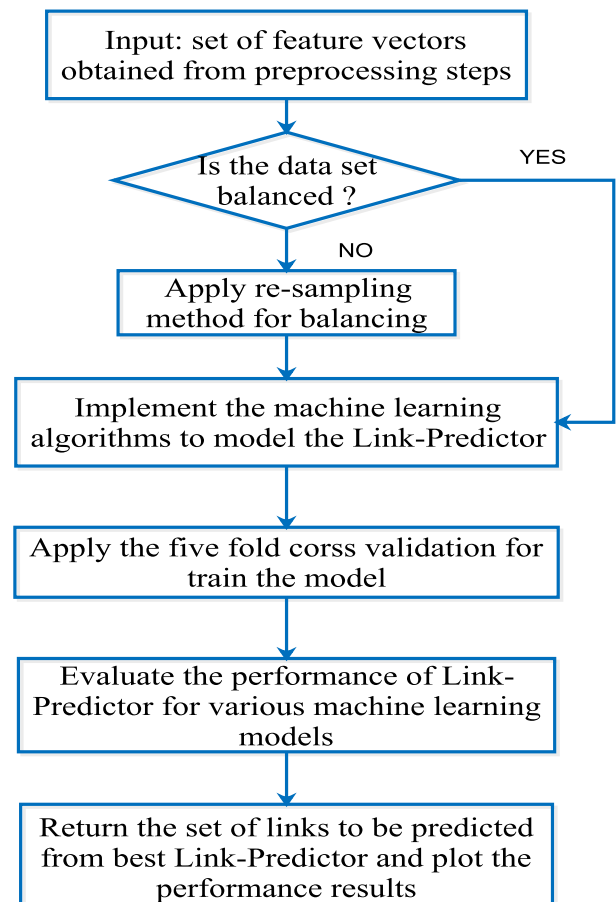 Input: set of feature vectors
obtained from preprocessing steps
Is the data set
balanced ?
YES
NO
Apply re-sampling
method for balancing
Implement the machine learning
algorithms to model the Link-Predictor
Apply the five fold corss validation for
train the model
Evaluate the performance of Link-
Predictor for various machine learning
models
Return the set of links to be predicted
from best Link-Predictor and plot the
performance results